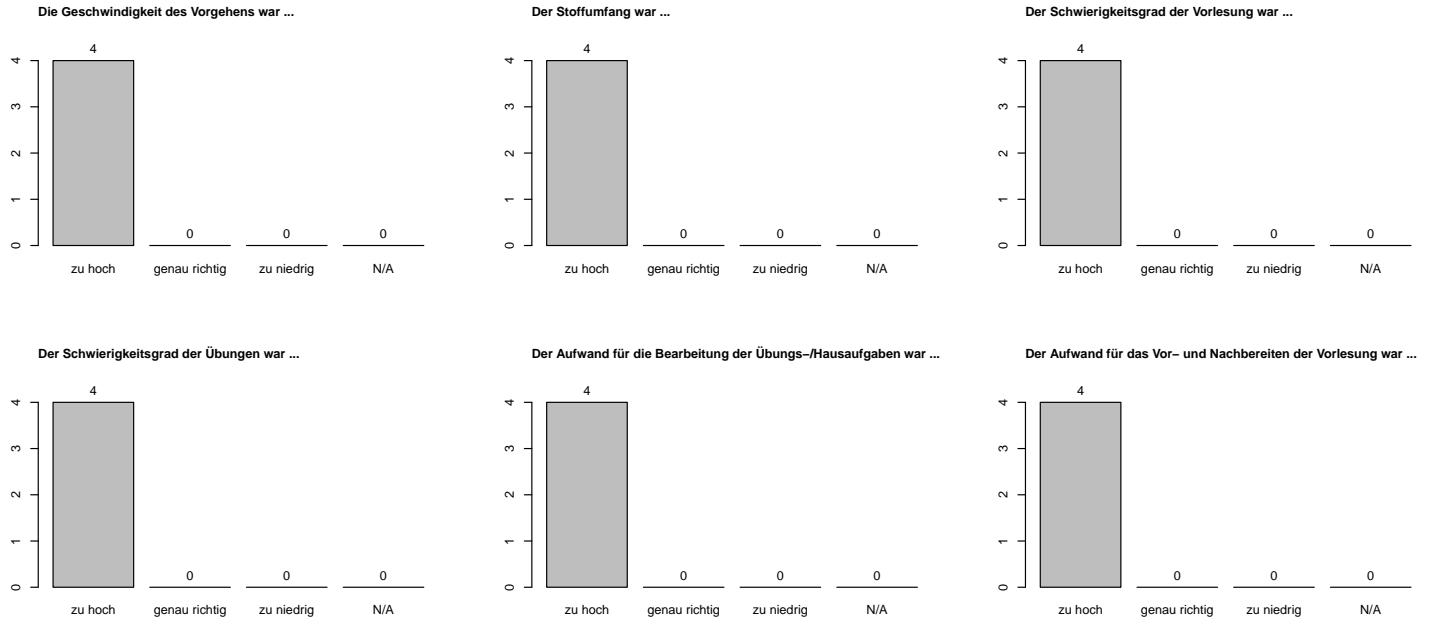 Die Geschwindigkeit des Vorgehens war ...
4
0 1 2 3 4
0 0 0
zu hoch genau richtig zu niedrig N/A
Der Stoffumfang war ...
4
0 1 2 3 4
0 0 0
zu hoch genau richtig zu niedrig N/A
Der Schwierigkeitsgrad der Vorlesung war ...
4
0 1 2 3 4
0 0 0
zu hoch genau richtig zu niedrig N/A
Der Schwierigkeitsgrad der Übungen war ...
4
0 1 2 3 4
0 0 0
zu hoch genau richtig zu niedrig N/A
Der Aufwand für die Bearbeitung der Übungs−/Hausaufgaben war ...
4
0 1 2 3 4
0 0 0
zu hoch genau richtig zu niedrig N/A
Der Aufwand für das Vor− und Nachbereiten der Vorlesung war ...
4
0 1 2 3 4
0 0 0
zu hoch genau richtig zu niedrig N/A